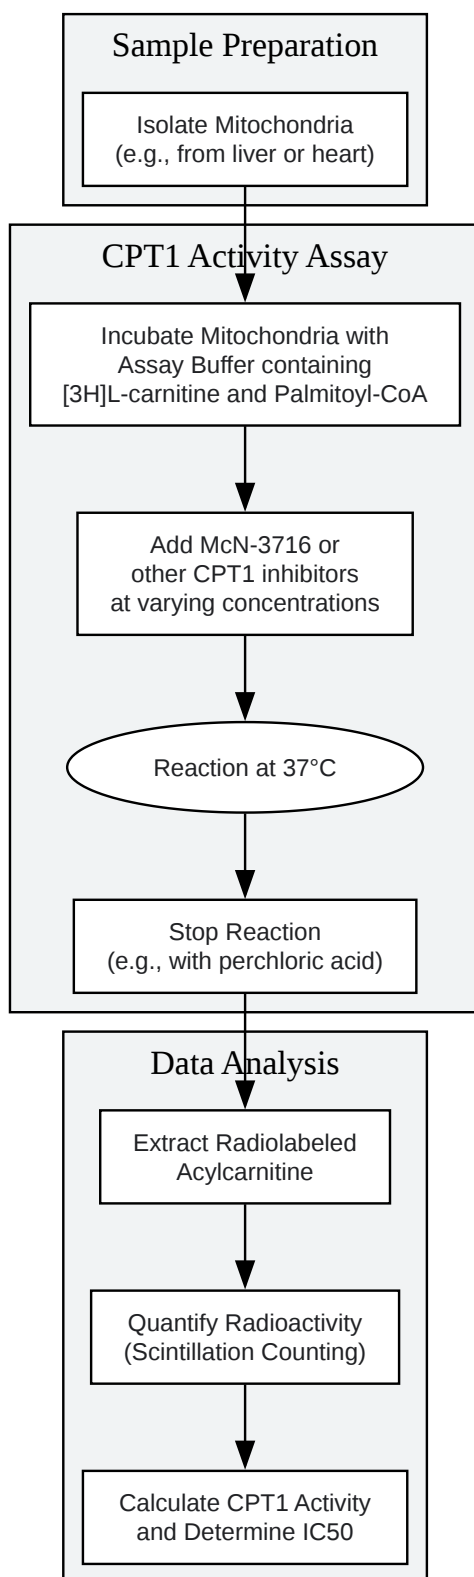 Sample Preparation
Isolate Mitochondria
(e.g., from liver or heart)
CPT1 Activity Assay
Incubate Mitochondria with
Assay Buffer containing
[3H]L-carnitine and Palmitoyl-CoA
Add McN-3716 or
other CPT1 inhibitors
at varying concentrations
Reaction at 37°C
Stop Reaction
(e.g., with perchloric acid)
Data Analysis
Extract Radiolabeled
Acylcarnitine
Quantify Radioactivity
(Scintillation Counting)
Calculate CPT1 Activity
and Determine IC50